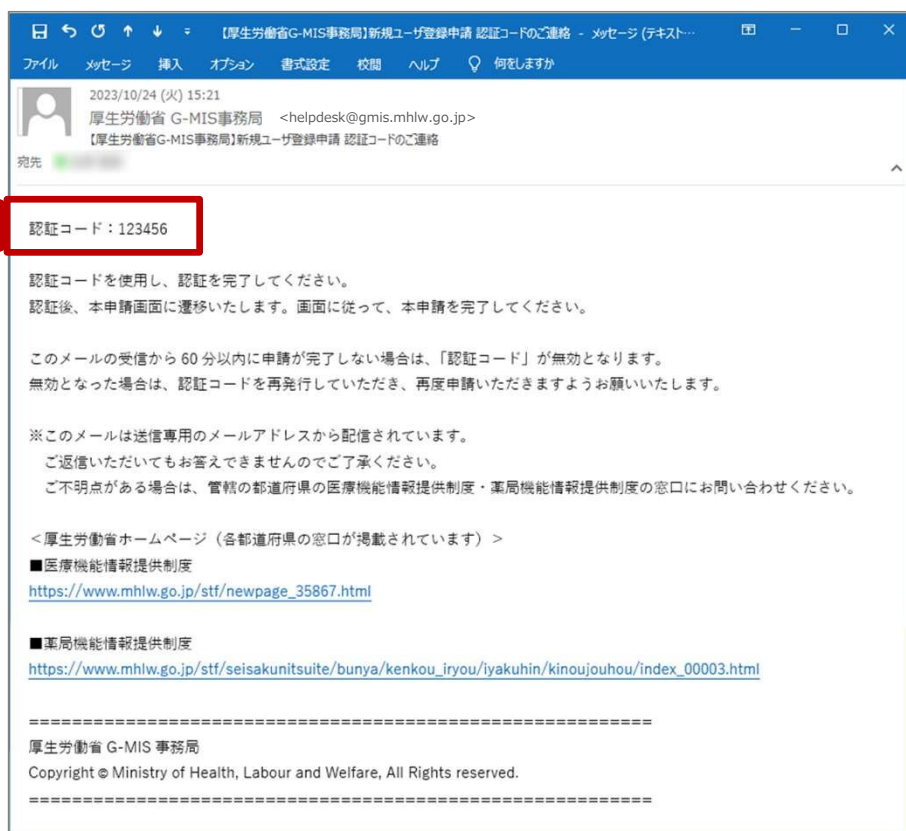 【厚生労働省G-MIS事務局】新規ユーザ登録申請 認証コードのご連絡 - メッセージ (テキスト…
ファイル メッセージ 挿入 オプション 書式設定 校閲 ヘルプ 何をしますか
2023/10/24 (火) 15:21
厚生労働省 G-MIS事務局 <helpdesk@gmis.mhlw.go.jp>
【厚生労働省G-MIS事務局】新規ユーザ登録申請 認証コードのご連絡
宛先
認証コード：123456
認証コードを使用し、認証を完了してください。
認証後、本申請画面に遷移いたします。画面に従って、本申請を完了してください。
このメールの受信から 60 分以内に申請が完了しない場合は、「認証コード」が無効となります。
無効となった場合は、認証コードを再発行していただき、再度申請いただきますようお願いいたします。
※このメールは送信専用のメールアドレスから配信されています。
ご返信いただいてもお答えできませんのでご了承ください。
ご不明点がある場合は、管轄の都道府県の医療機能情報提供制度・薬局機能情報提供制度の窓口にお問い合わせください。
＜厚生労働省ホームページ（各都道府県の窓口が掲載されています）＞
■医療機能情報提供制度
https://www.mhlw.go.jp/stf/newpage_35867.html
■薬局機能情報提供制度
https://www.mhlw.go.jp/stf/seisakunitsuite/bunya/kenkou_iryou/iyakuhin/kinoujouhou/index_00003.html
==========================================================
厚生労働省 G-MIS 事務局
Copyright © Ministry of Health, Labour and Welfare, All Rights reserved.
==========================================================